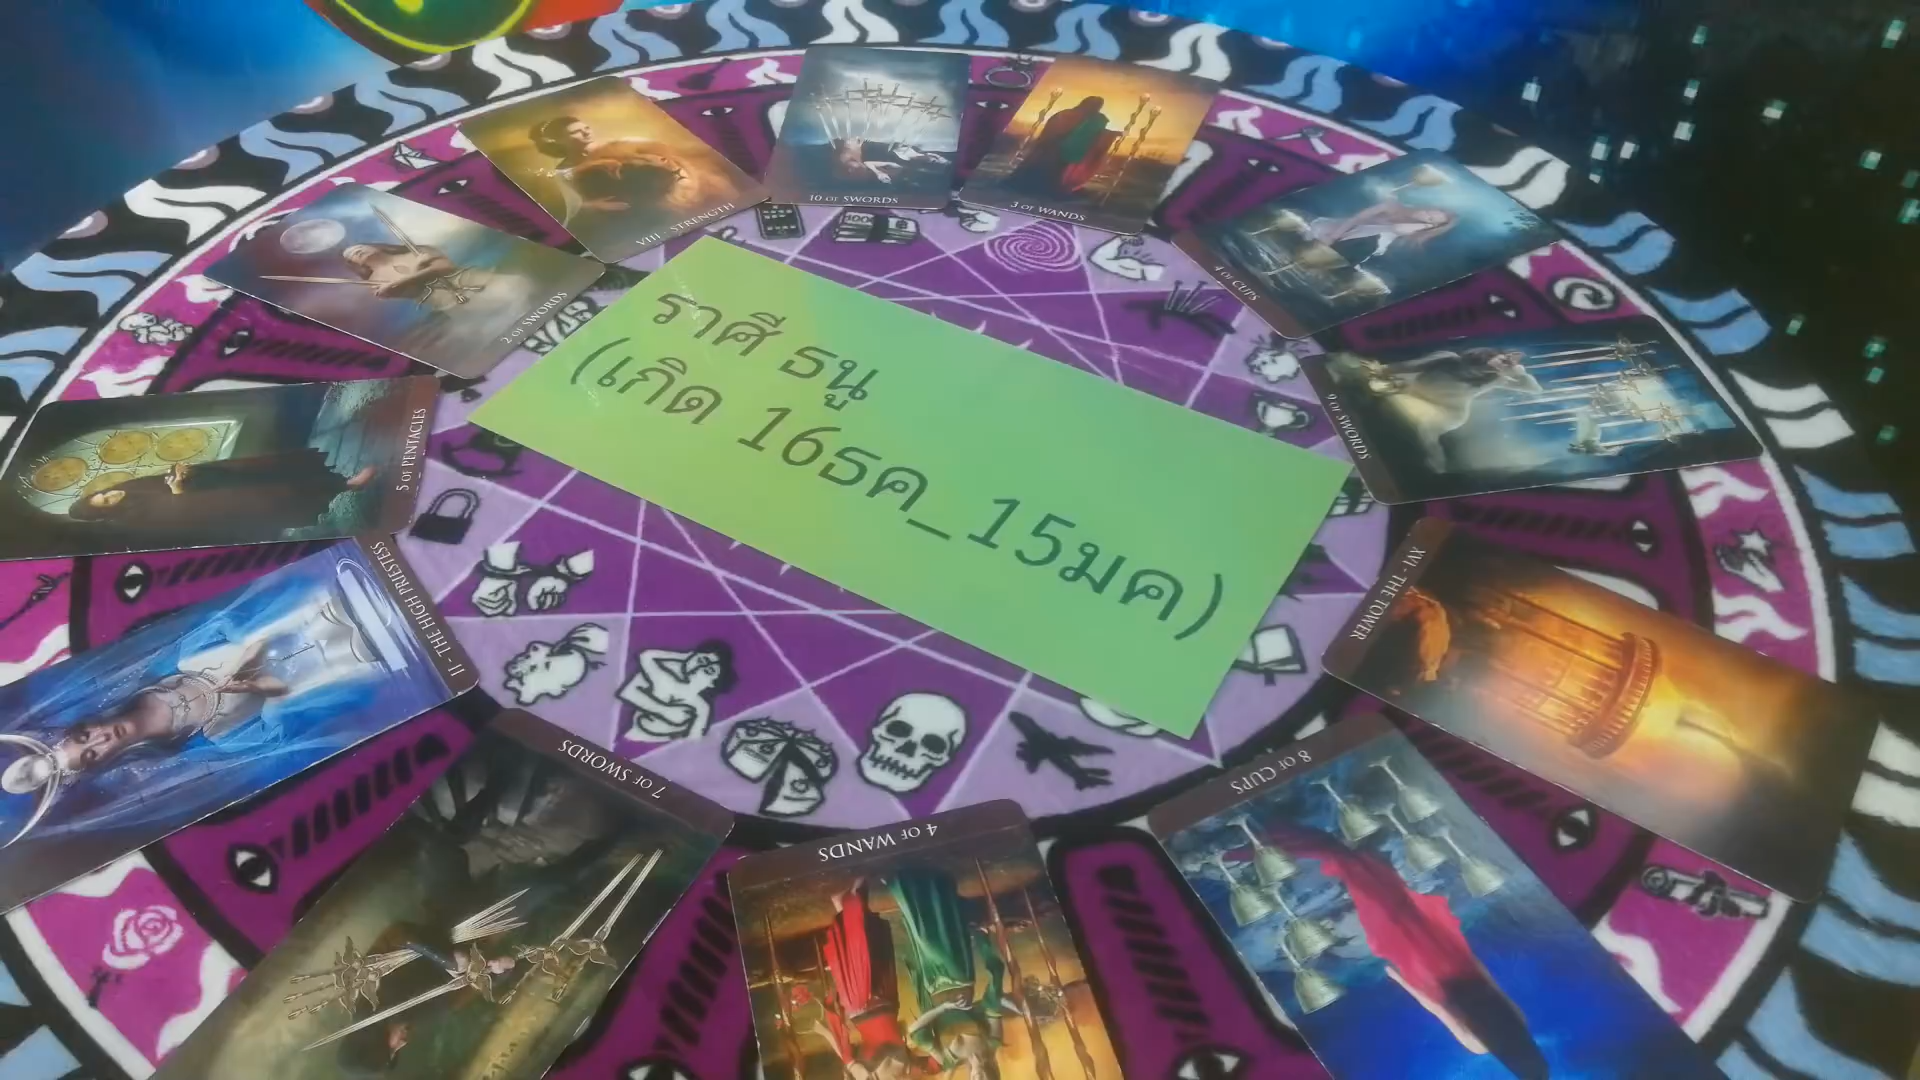 10 OF SWORDS
3 OF WANDS
VIII - STRENGTH
4 OF CUPS
2 OF SWORDS
ราศี ธนู
(เกิด 16ธค_15มค)
9 OF SWORDS
5 OF PENTACLES
II - THE HIGH PRIESTESS
XVI - THE TOWER
7 OF SWORDS
8 OF CUPS
4 OF WANDS